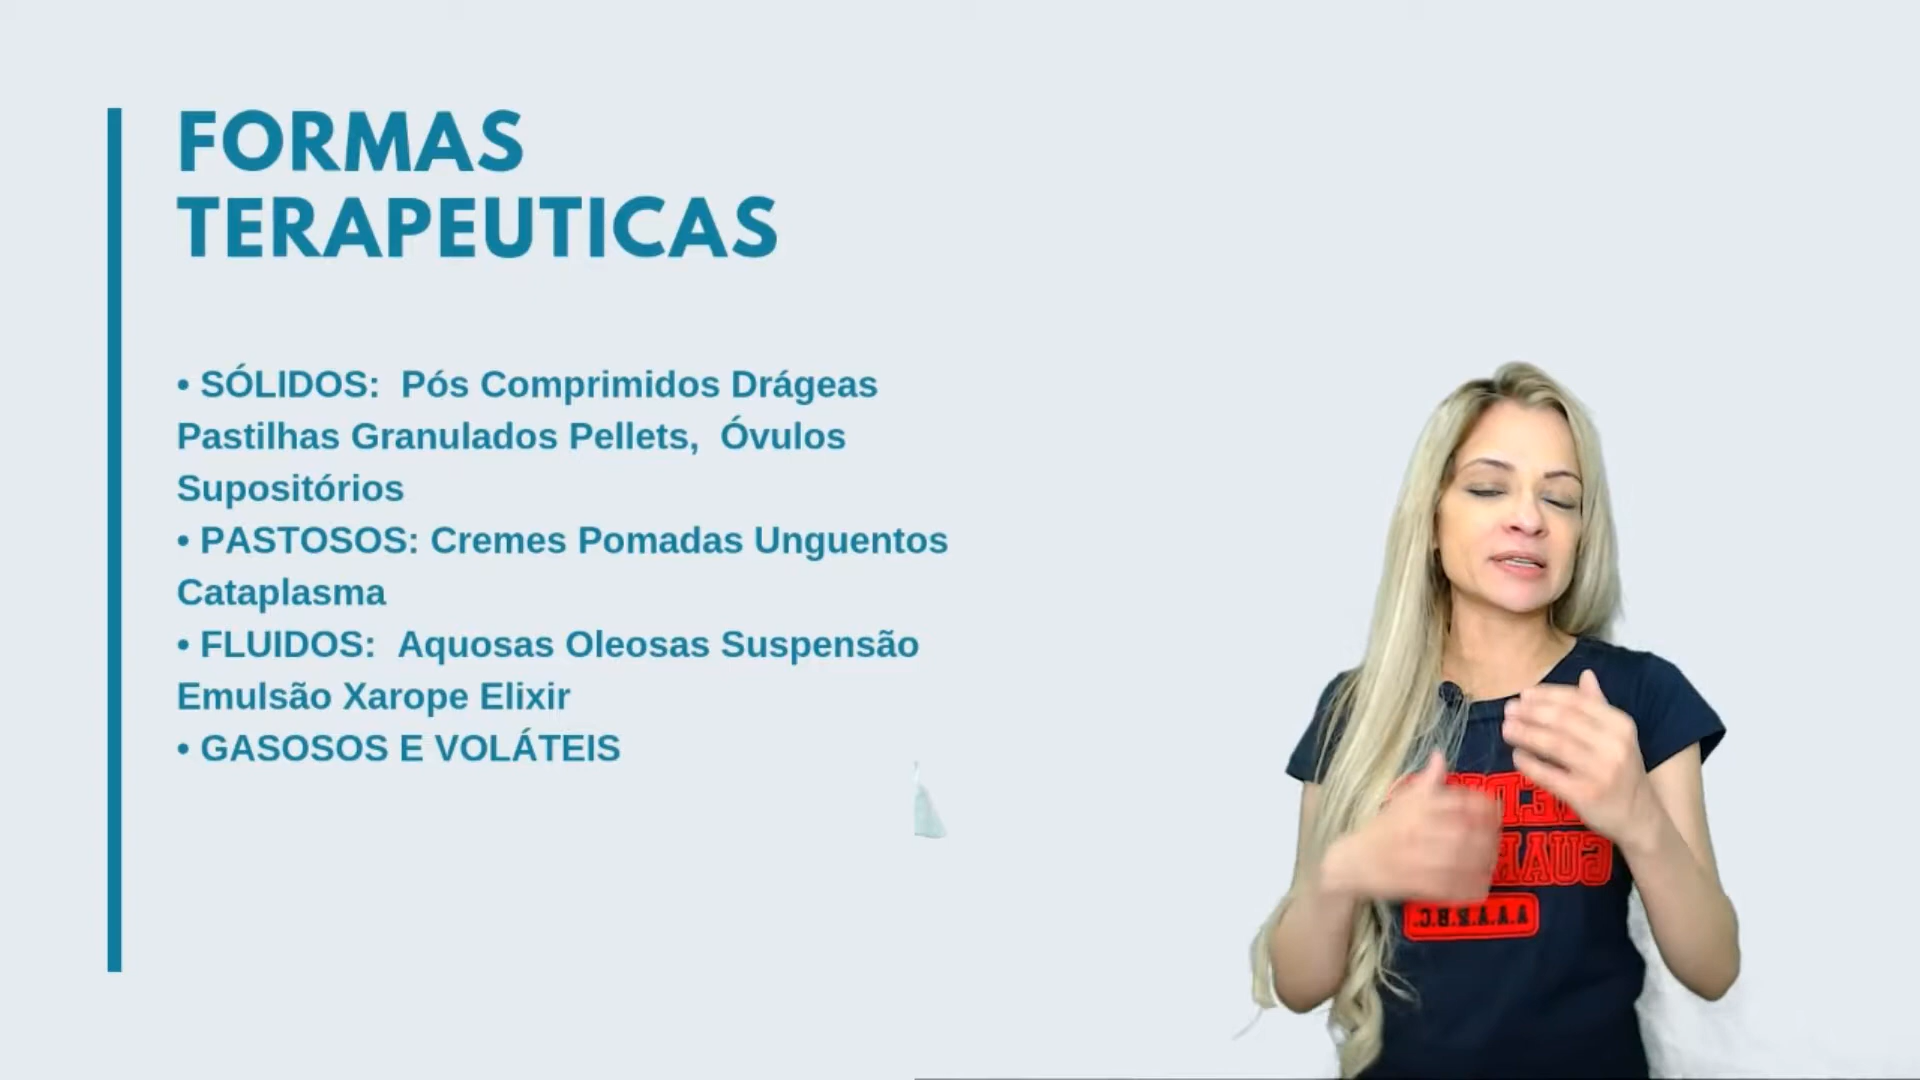 FORMAS
TERAPEUTICAS
• SÓLIDOS:  Pós Comprimidos Drágeas
Pastilhas Granulados Pellets,  Óvulos
Supositórios
• PASTOSOS: Cremes Pomadas Unguentos
Cataplasma
• FLUIDOS:  Aquosas Oleosas Suspensão
Emulsão Xarope Elixir
• GASOSOS E VOLÁTEIS